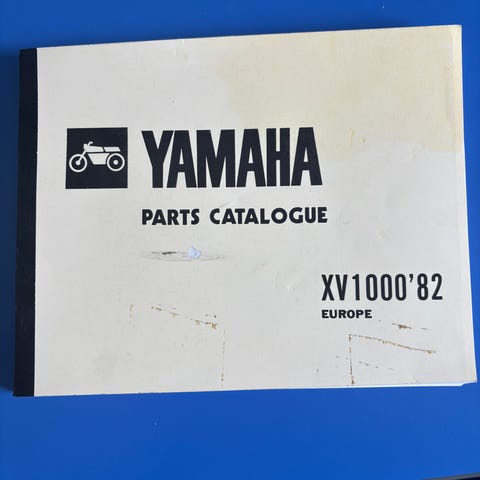 YAMAHA
PARTS CATALOGUE
XV1000'82
EUROPE